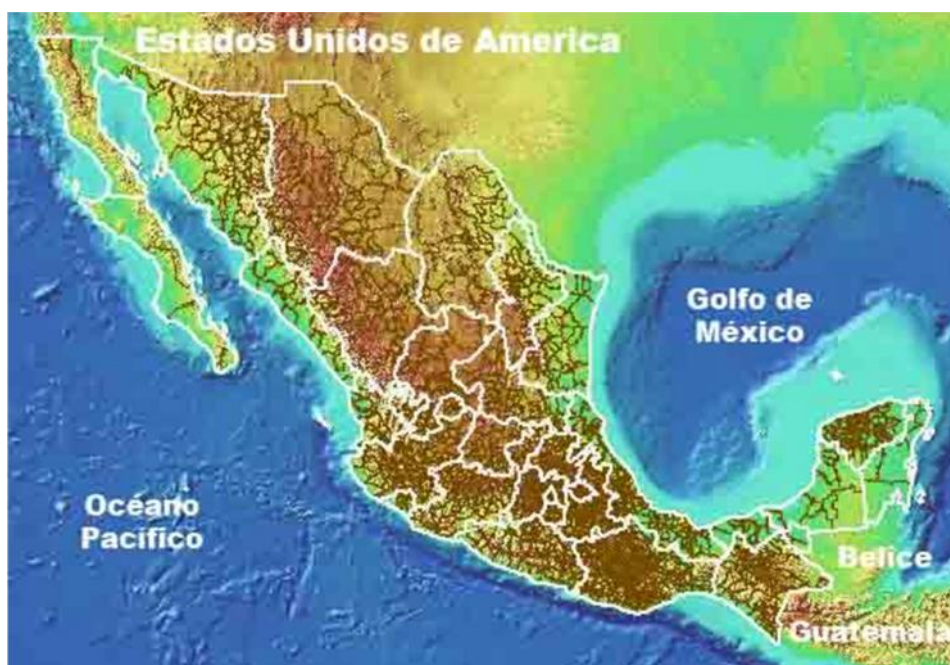 Estados Unidos de America
Golfo de
México
Océano
Pacífico
Belice
Guatemala